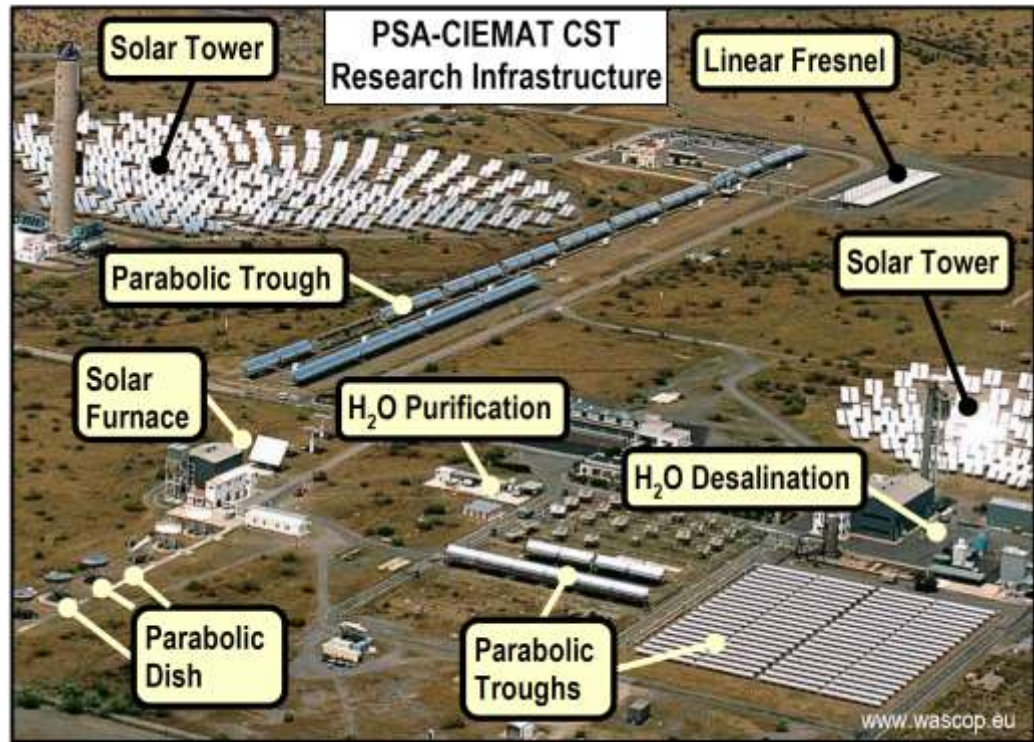 PSA-CIEMAT CST
Research Infrastructure
Solar Tower
Linear Fresnel
Parabolic Trough
Solar Tower
Solar
Furnace
H₂O Purification
H₂O Desalination
Parabolic
Dish
Parabolic
Troughs
www.wascop.eu